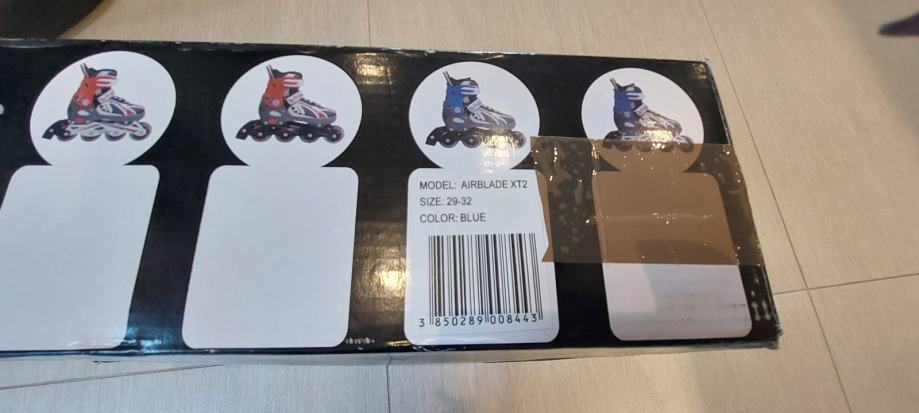 MODEL: AIRBLADE XT2
SIZE: 29-32
COLOR: BLUE
3 850289 008443